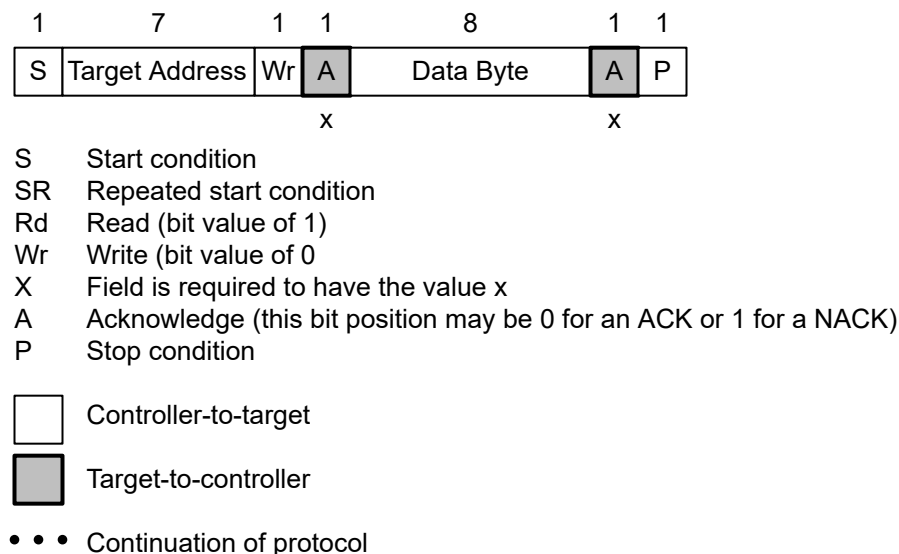 1 7 1 1 8 1 1
S Target Address Wr A Data Byte A P
x x
S Start condition
SR Repeated start condition
Rd Read (bit value of 1)
Wr Write (bit value of 0
X Field is required to have the value x
A Acknowledge (this bit position may be 0 for an ACK or 1 for a NACK)
P Stop condition
Controller-to-target
Target-to-controller
• • • Continuation of protocol